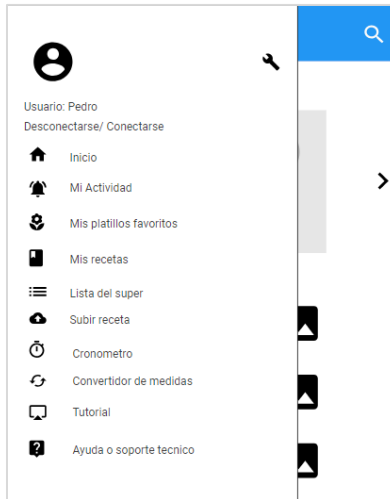 Usuario: Pedro
Desconectarse/ Conectarse
Inicio
Mi Actividad
Mis platillos favoritos
Mis recetas
Lista del super
Subir receta
Cronometro
Convertidor de medidas
Tutorial
Ayuda o soporte tecnico